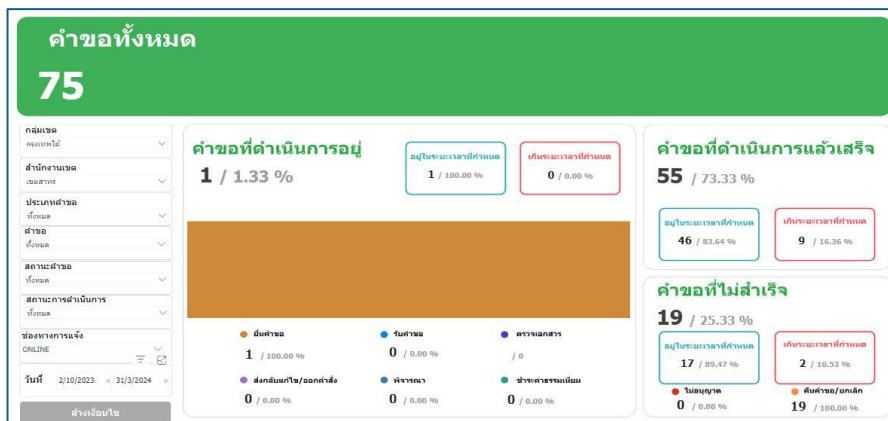 คำขอทั้งหมด
75
กลุ่มเขต
กรุงเทพใต้
สำนักงานเขต
เขตสาทร
ประเภทคำขอ
ทั้งหมด
คำขอ
ทั้งหมด
สถานะคำขอ
ทั้งหมด
สถานะการดำเนินการ
ทั้งหมด
ช่องทางการแจ้ง
ONLINE
วันที่ 2/10/2023 31/3/2024
ล้างเงื่อนไข
คำขอที่ดำเนินการอยู่
1 / 1.33 %
อยู่ในระยะเวลาที่กำหนด
1 / 100.00 %
เกินระยะเวลาที่กำหนด
0 / 0.00 %
ยื่นคำขอ
1 / 100.00 %
รับคำขอ
0 / 0.00 %
ตรวจเอกสาร
/ 0
ส่งกลับแก้ไข/ออกคำสั่ง
0 / 0.00 %
พิจารณา
0 / 0.00 %
ชำระค่าธรรมเนียม
0 / 0.00 %
คำขอที่ดำเนินการแล้วเสร็จ
55 / 73.33 %
อยู่ในระยะเวลาที่กำหนด
46 / 83.64 %
เกินระยะเวลาที่กำหนด
9 / 16.36 %
คำขอที่ไม่สำเร็จ
19 / 25.33 %
อยู่ในระยะเวลาที่กำหนด
17 / 89.47 %
เกินระยะเวลาที่กำหนด
2 / 10.53 %
ไม่อนุญาต
0 / 0.00 %
คืนคำขอ/ยกเลิก
19 / 100.00 %